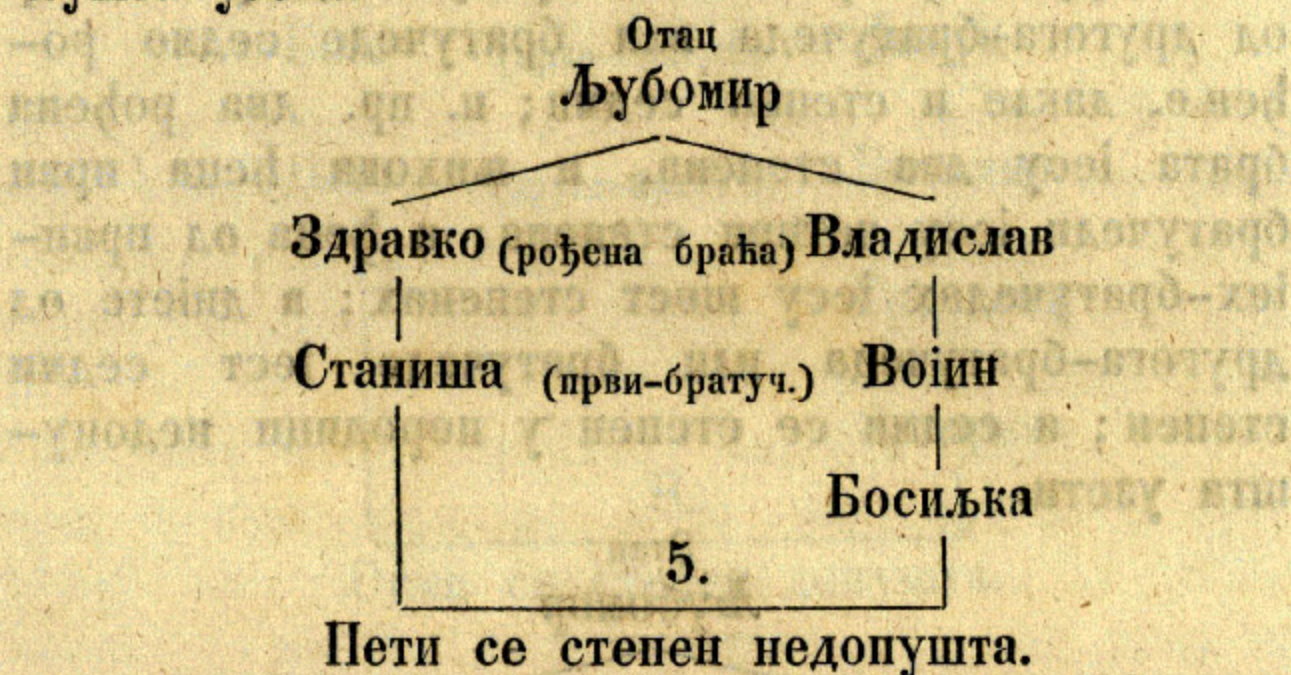 Отац
Љубомир
Здравко (рођена браћа) Владислав
Станиша (први-братуч.) Воіин
Босиљка
5.
Пети се степен недопушта.